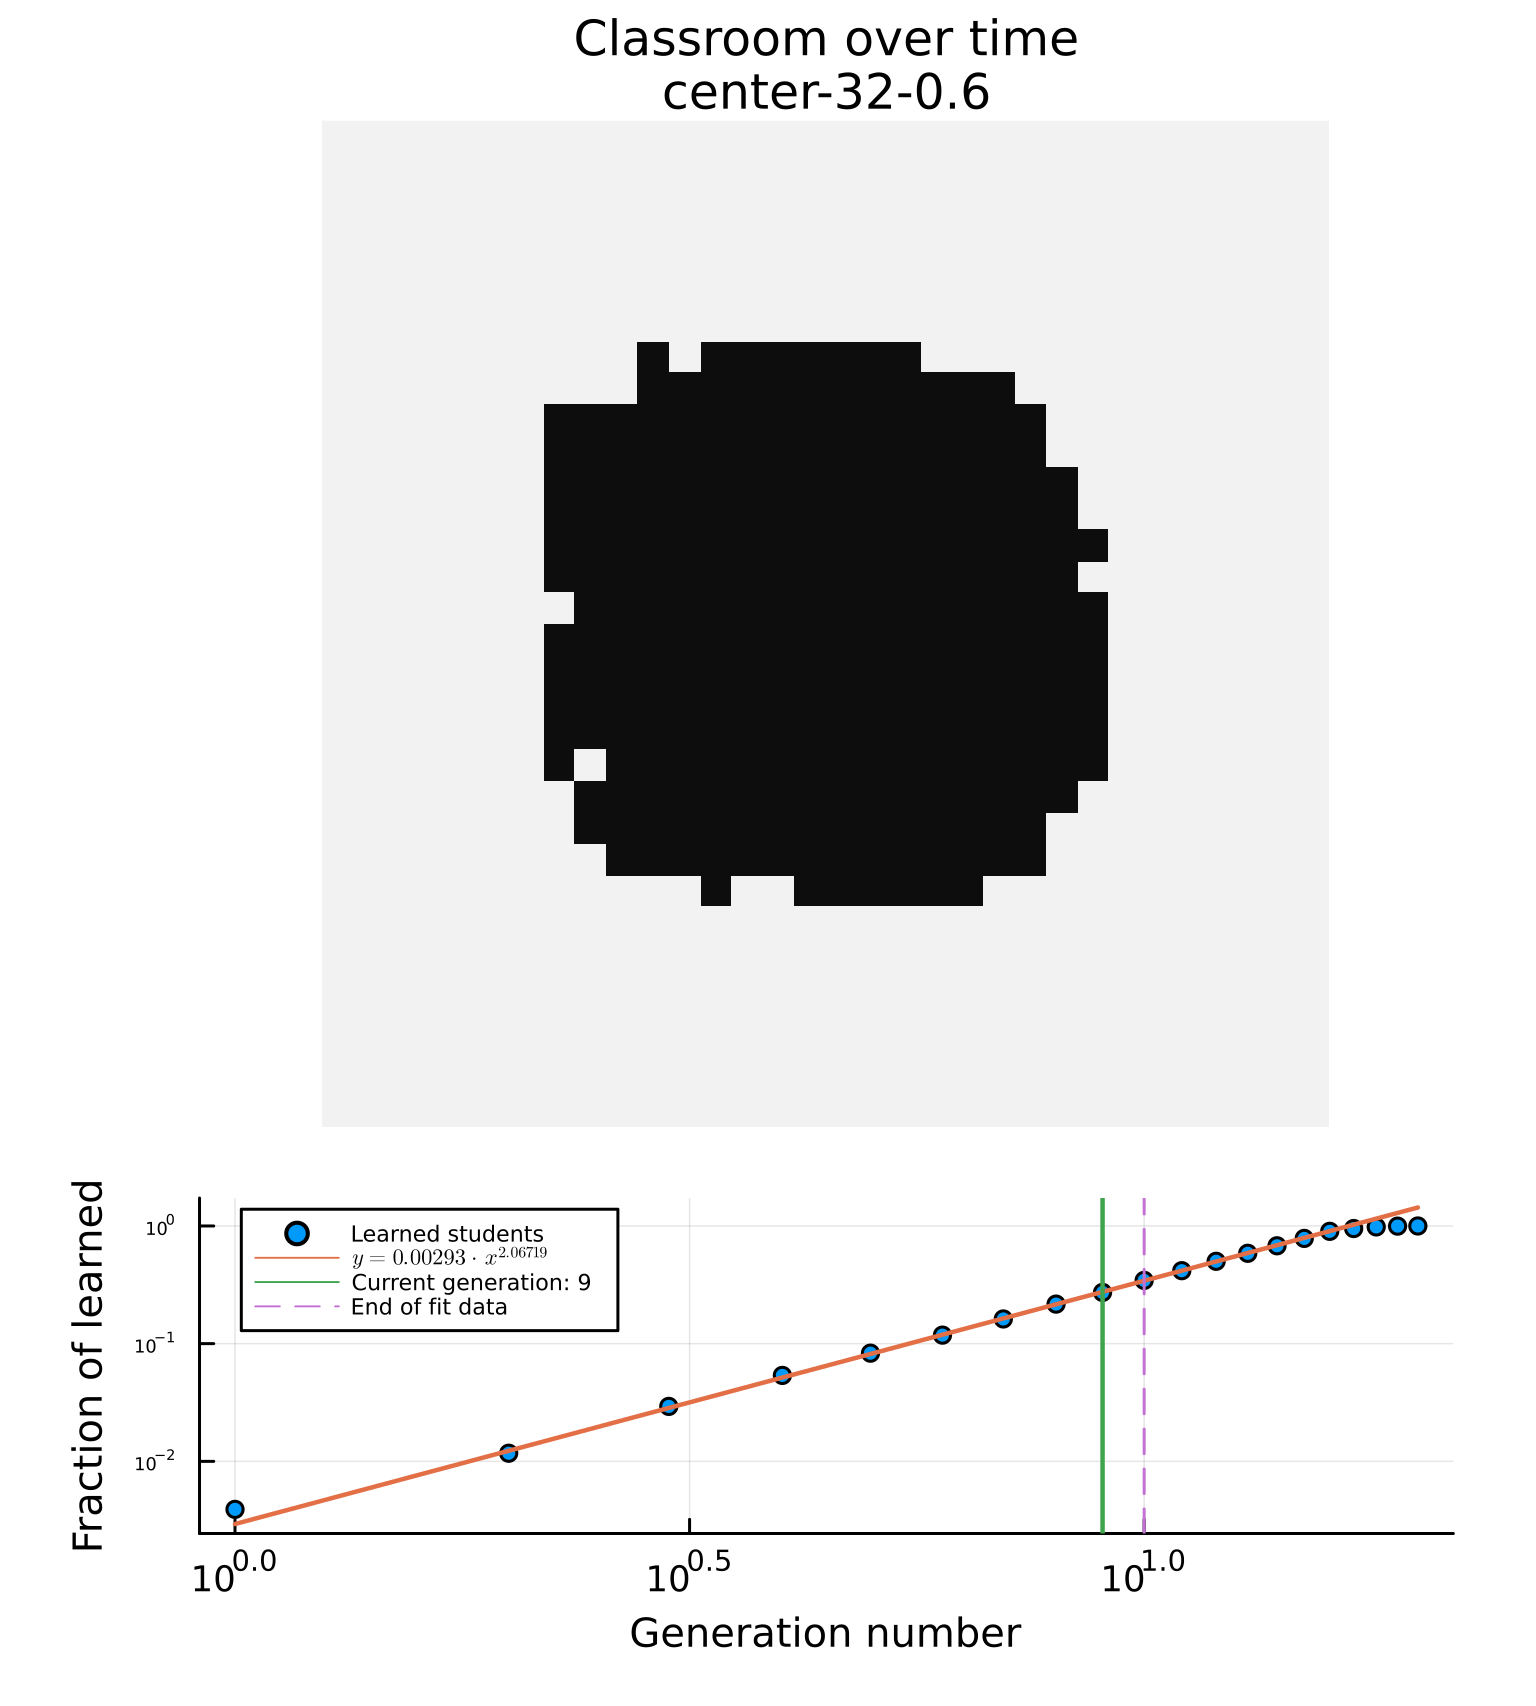 Classroom over time
center-32-0.6
Fraction of learned
10⁰
10⁻¹
10⁻²
Learned students
y = 0.00293 · x^2.06719
Current generation: 9
End of fit data
10^0.0
10^0.5
10^1.0
Generation number